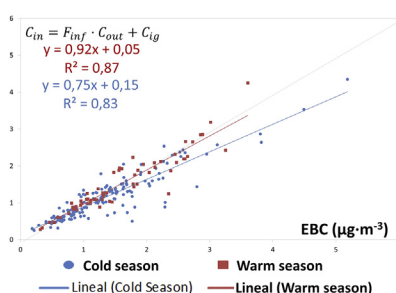 6
C_in = F_inf · C_out + C_ig
y = 0,92x + 0,05
R² = 0,87
y = 0,75x + 0,15
R² = 0,83
5
4
3
2
1
0
0 1 2 3 4 5
EBC (µg·m⁻³)
Cold season Warm season
Lineal (Cold Season) Lineal (Warm season)